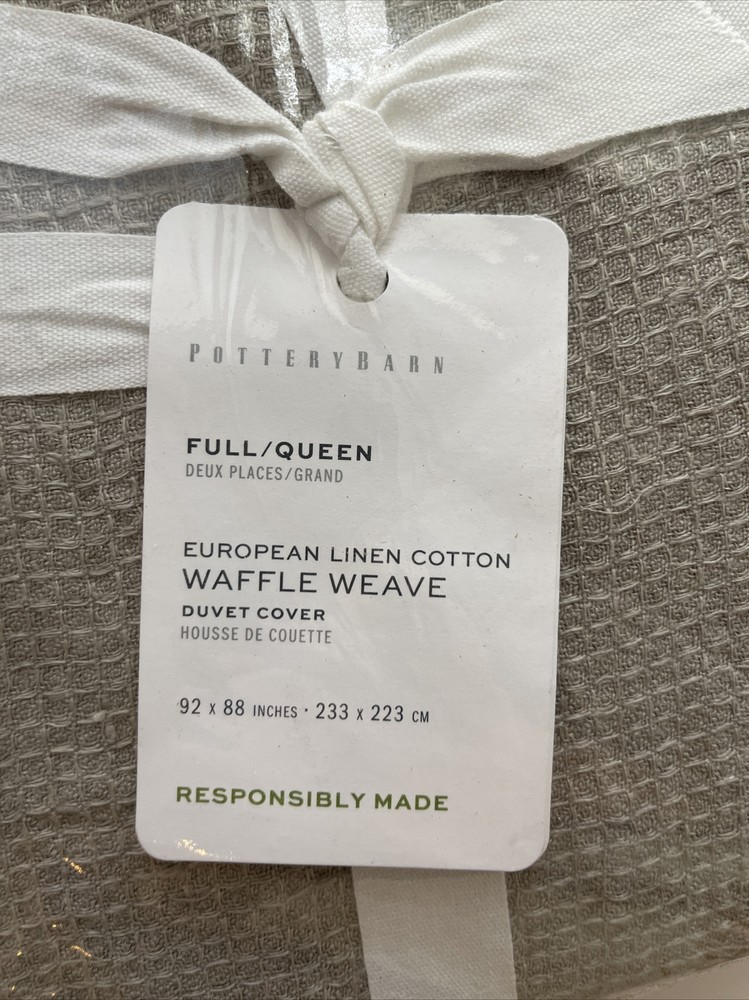 POTTERYBARN
FULL/QUEEN
DEUX PLACES/GRAND
EUROPEAN LINEN COTTON
WAFFLE WEAVE
DUVET COVER
HOUSSE DE COUETTE
92 x 88 INCHES · 233 x 223 CM
RESPONSIBLY MADE